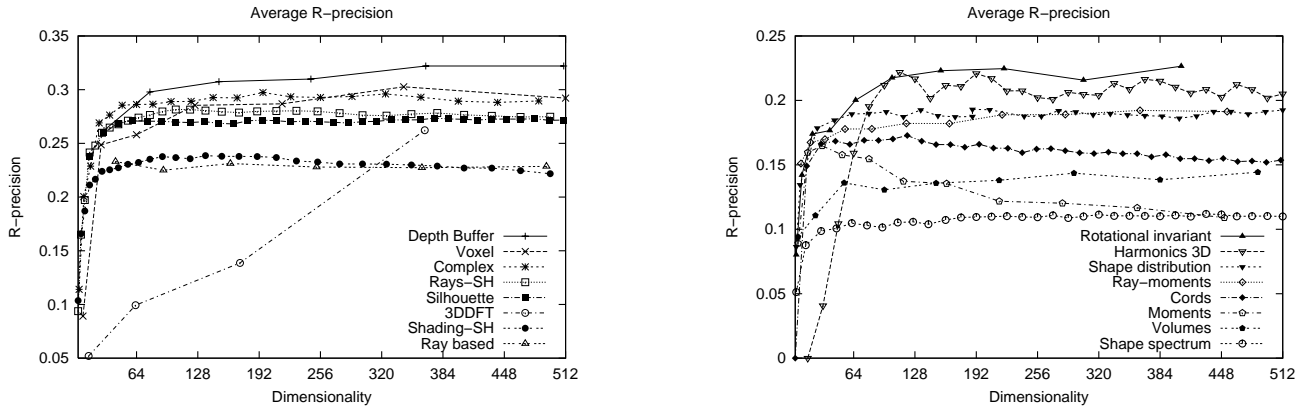 Average R−precision
R−precision
0.35
0.3
0.25
0.2
0.15
0.1
0.05
Depth Buffer
Voxel
Complex
Rays−SH
Silhouette
3DDFT
Shading−SH
Ray based
64 128 192 256 320 384 448 512
Dimensionality
Average R−precision
R−precision
0.25
0.2
0.15
0.1
0.05
0
Rotational invariant
Harmonics 3D
Shape distribution
Ray−moments
Cords
Moments
Volumes
Shape spectrum
64 128 192 256 320 384 448 512
Dimensionality